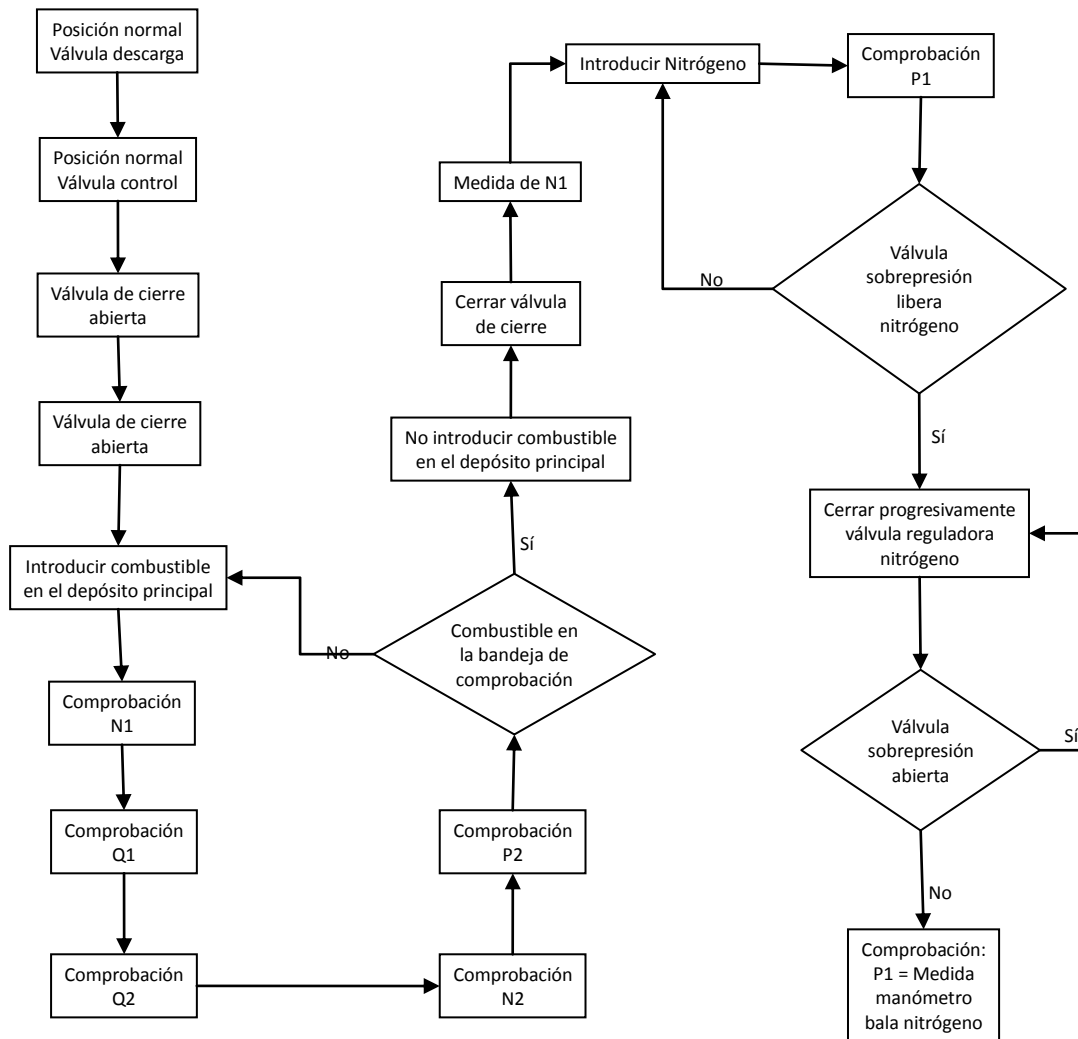 Posición normal
Válvula descarga
Posición normal
Válvula control
Válvula de cierre
abierta
Válvula de cierre
abierta
Introducir combustible
en el depósito principal
Comprobación
N1
Comprobación
Q1
Comprobación
Q2
Comprobación
N2
Comprobación
P2
Combustible en
la bandeja de
comprobación
No
Sí
No introducir combustible
en el depósito principal
Cerrar válvula
de cierre
Medida de N1
Introducir Nitrógeno
Comprobación
P1
Válvula
sobrepresión
libera
nitrógeno
No
Sí
Cerrar progresivamente
válvula reguladora
nitrógeno
Válvula
sobrepresión
abierta
Sí
No
Comprobación:
P1 = Medida
manómetro
bala nitrógeno